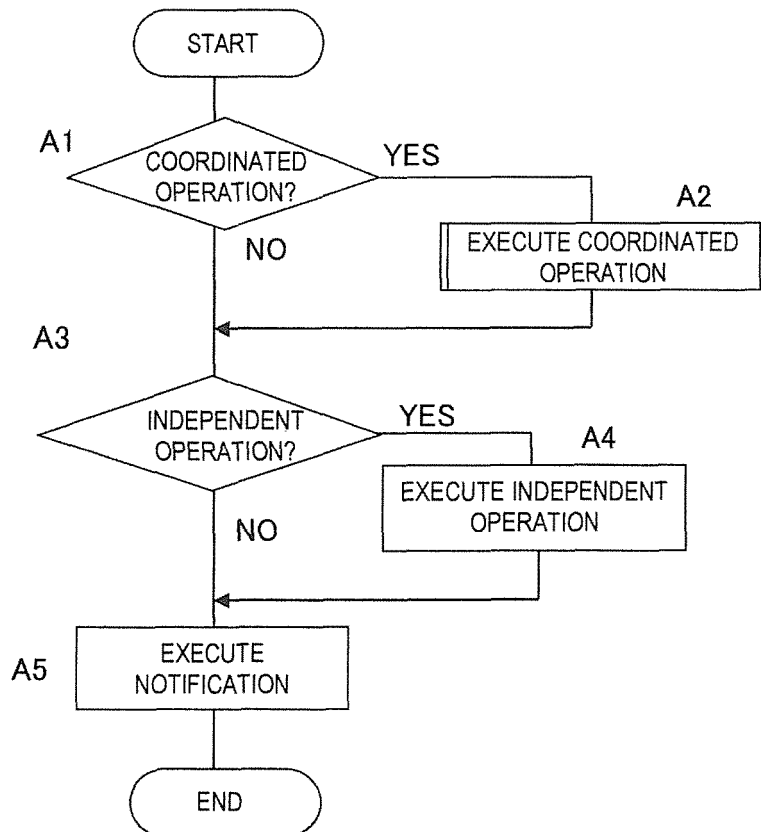 START
A1
COORDINATED
OPERATION?
YES
A2
EXECUTE COORDINATED
OPERATION
NO
A3
INDEPENDENT
OPERATION?
YES
A4
EXECUTE INDEPENDENT
OPERATION
NO
A5
EXECUTE
NOTIFICATION
END